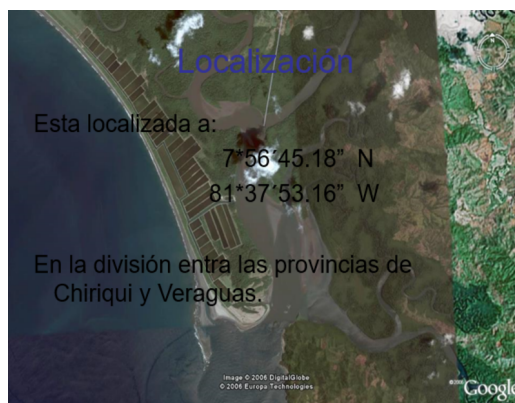 Localización
Esta localizada a:
7*56´45.18” N
81*37´53.16” W
En la división entra las provincias de
Chiriqui y Veraguas.
Image © 2006 DigitalGlobe
© 2006 Europa Technologies
Google